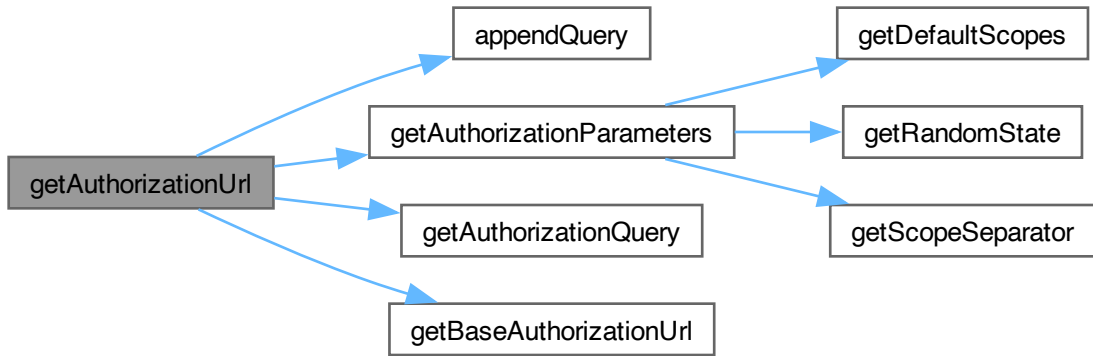 getAuthorizationUrl
appendQuery
getAuthorizationParameters
getAuthorizationQuery
getBaseAuthorizationUrl
getDefaultScopes
getRandomState
getScopeSeparator